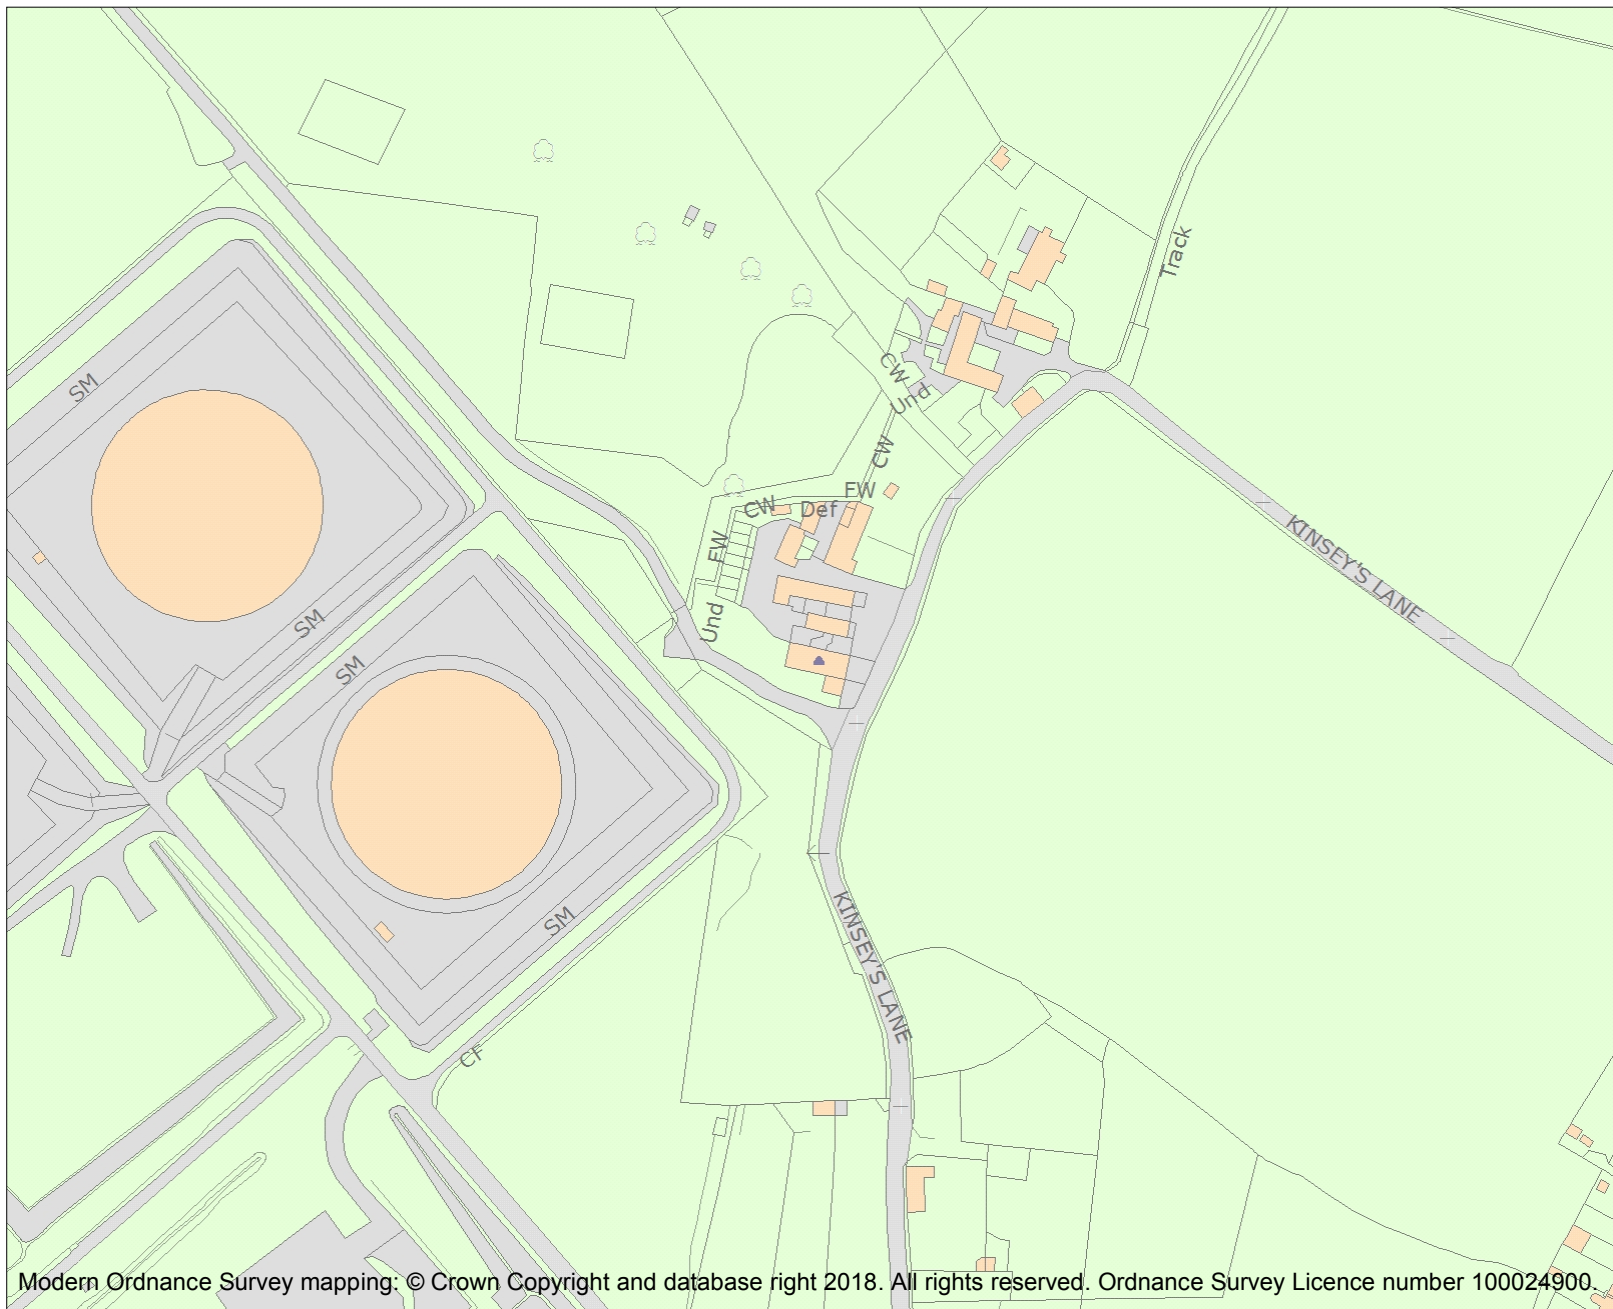 Track
SM
CW
Und
CW
FW
CW
Def
KINSEY'S LANE
FW
SM
Und
SM
SM
KINSEY'S LANE
CF
Modern Ordnance Survey mapping: © Crown Copyright and database right 2018. All rights reserved. Ordnance Survey Licence number 100024900.